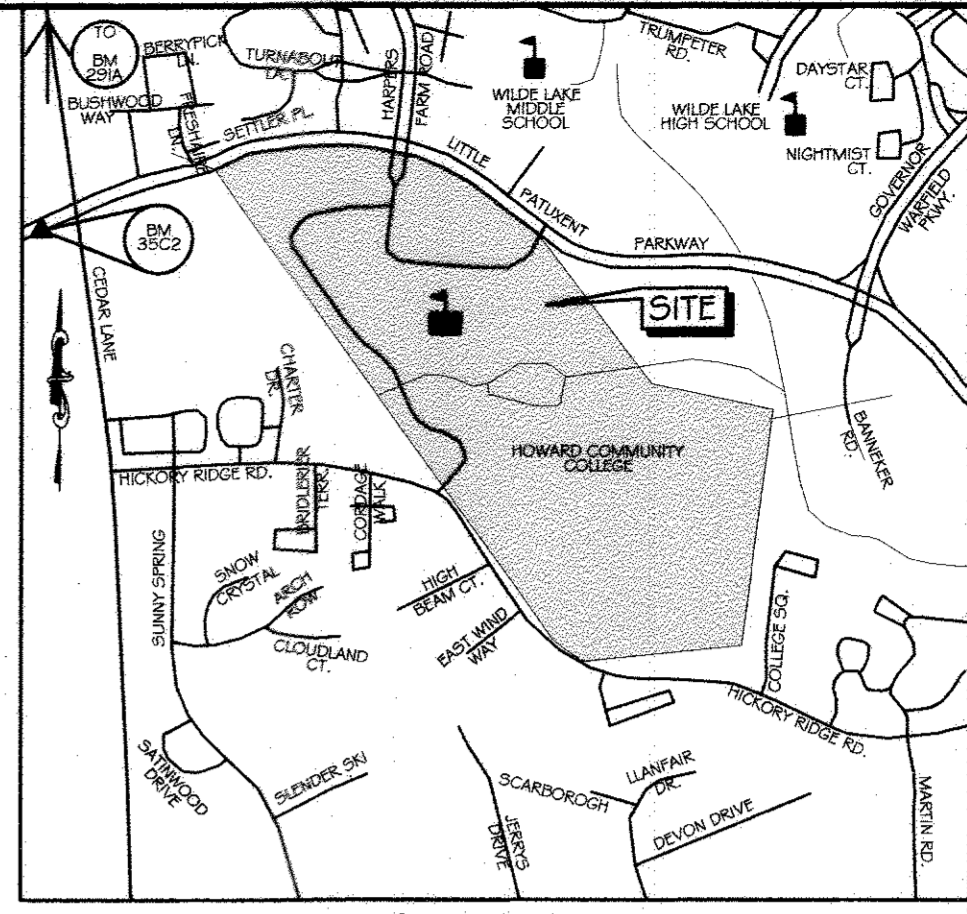 TO
BM
291A
BERRYPICK
LN.
TURNABOUT
LA.
BUSHWOOD
WAY
FRESHAIRE
LN.
SETTLER PL.
HARPERS
FARM ROAD
WILDE LAKE
MIDDLE
SCHOOL
TRUMPETER
RD.
WILDE LAKE
HIGH SCHOOL
DAYSTAR
CT.
NIGHTMIST
CT.
GOVERNOR
WARFIELD
PKWY.
LITTLE
PATUXENT
PARKWAY
BM
35C2
CEDAR LANE
SITE
CHARTER
DR.
HOWARD COMMUNITY
COLLEGE
BANNEKER
RD.
HICKORY RIDGE RD.
BRIDLERIER
TERR.
CORDAGE
WALK
SUNNY SPRING
SNOW
CRYSTAL
ARCH
ROW
CLOUDLAND
CT.
HIGH
BEAM CT.
EAST WIND
WAY
COLLEGE SQ.
HICKORY RIDGE RD.
SATINWOOD
DRIVE
SLENDER SKI
JERRYS
DRIVE
SCARBOROGH
LLANFAIR
DR.
DEVON DRIVE
MARTIN RD.